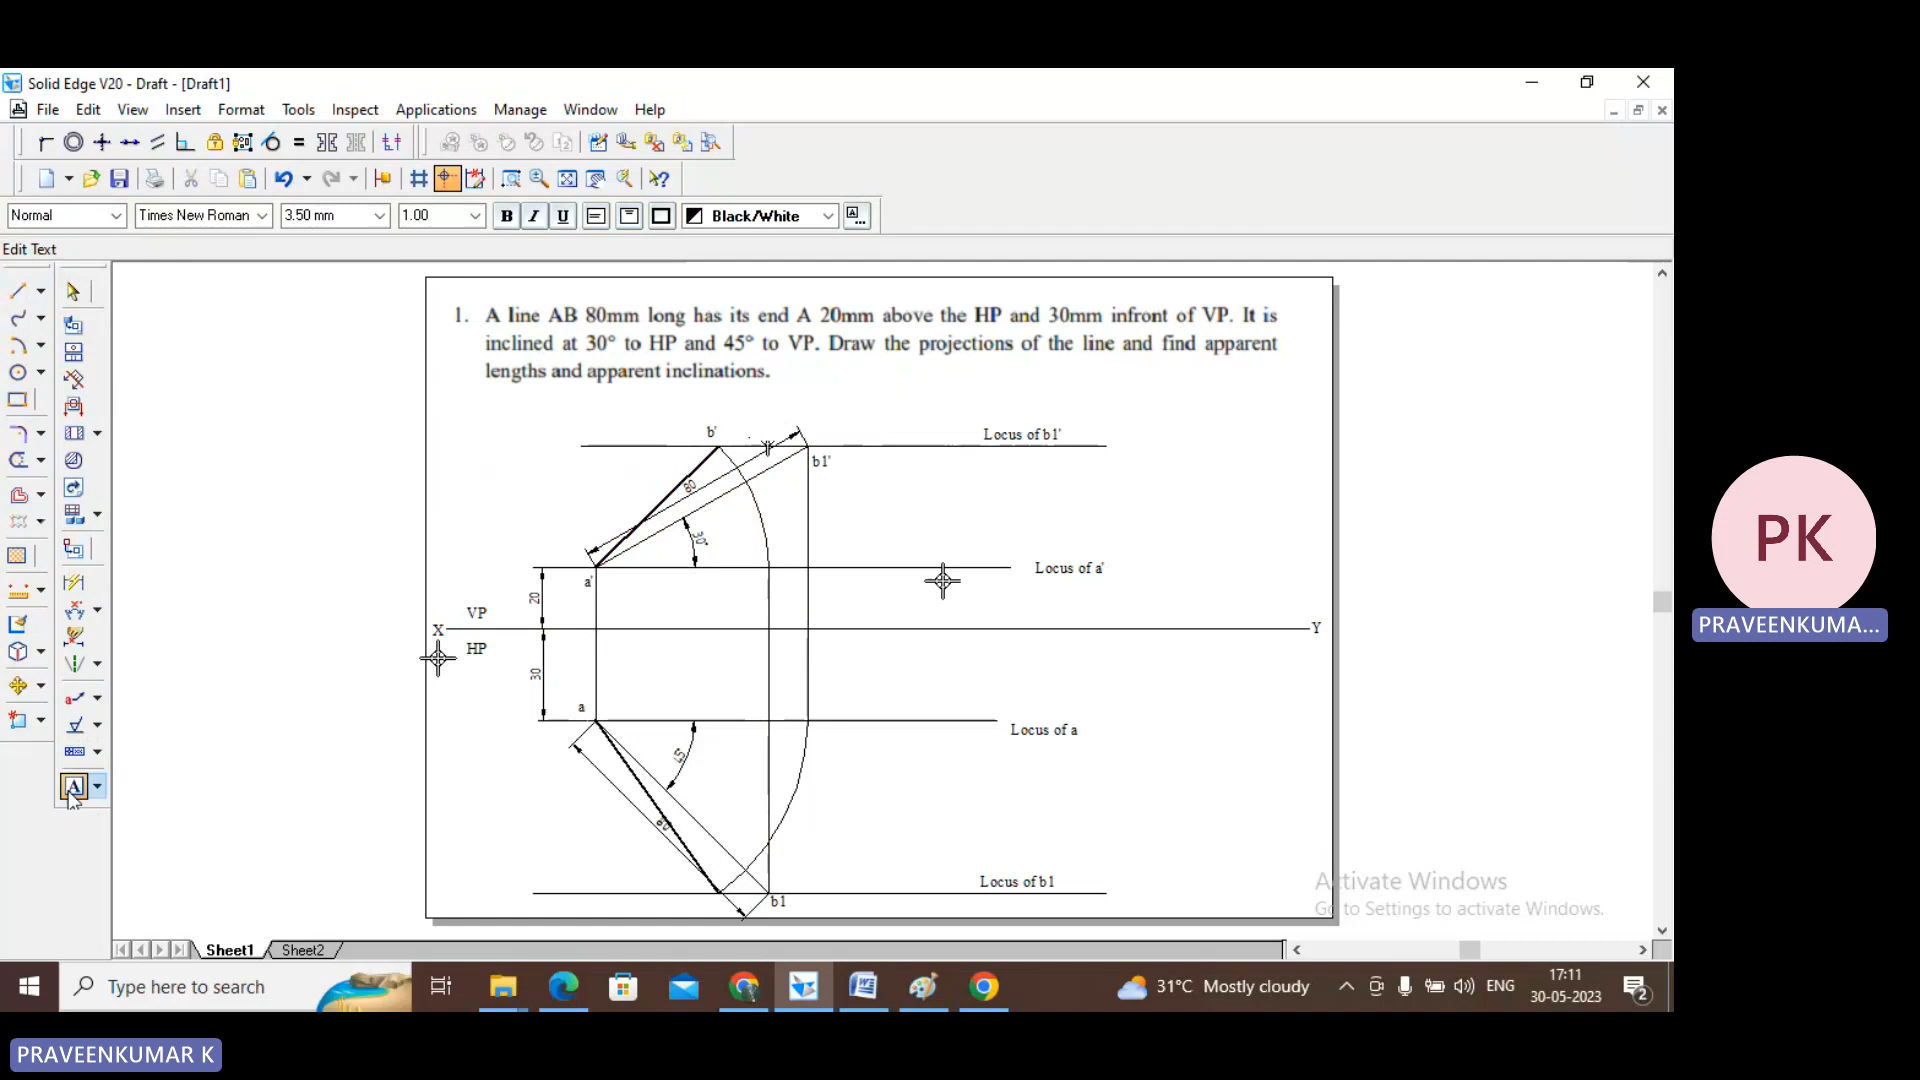 Solid Edge V20 - Draft - [Draft1]
File Edit View Insert Format Tools Inspect Applications Manage Window Help
Normal Times New Roman 3.50 mm 1.00 B I U Black/White A...
Edit Text
1. A line AB 80mm long has its end A 20mm above the HP and 30mm infront of VP. It is
inclined at 30° to HP and 45° to VP. Draw the projections of the line and find apparent
lengths and apparent inclinations.
b' Locus of b1'
b1'
80
30°
a' Locus of a'
20
VP
X Y
HP
30
a
Locus of a
45
80
Locus of b1
b1
A
Activate Windows
Go to Settings to activate Windows.
Sheet1 Sheet2
Type here to search
31°C Mostly cloudy ENG 17:11
30-05-2023 2
PK
PRAVEENKUMA...
PRAVEENKUMAR K